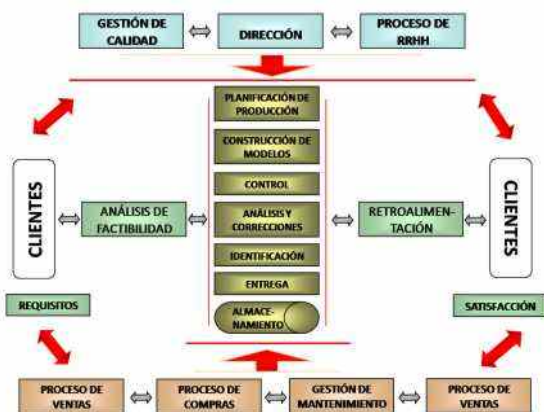 GESTIÓN DE
CALIDAD
DIRECCIÓN
PROCESO DE
RRHH
PLANIFICACIÓN DE
PRODUCCIÓN
CONSTRUCCIÓN DE
MODELOS
CONTROL
ANÁLISIS Y
CORRECCIONES
IDENTIFICACIÓN
ENTREGA
ALMACE-
NAMIENTO
CLIENTES
ANÁLISIS DE
FACTIBILIDAD
RETROALIMEN-
TACIÓN
CLIENTES
REQUISITOS
SATISFACCIÓN
PROCESO DE
VENTAS
PROCESO DE
COMPRAS
GESTIÓN DE
MANTENIMIENTO
PROCESO DE
VENTAS